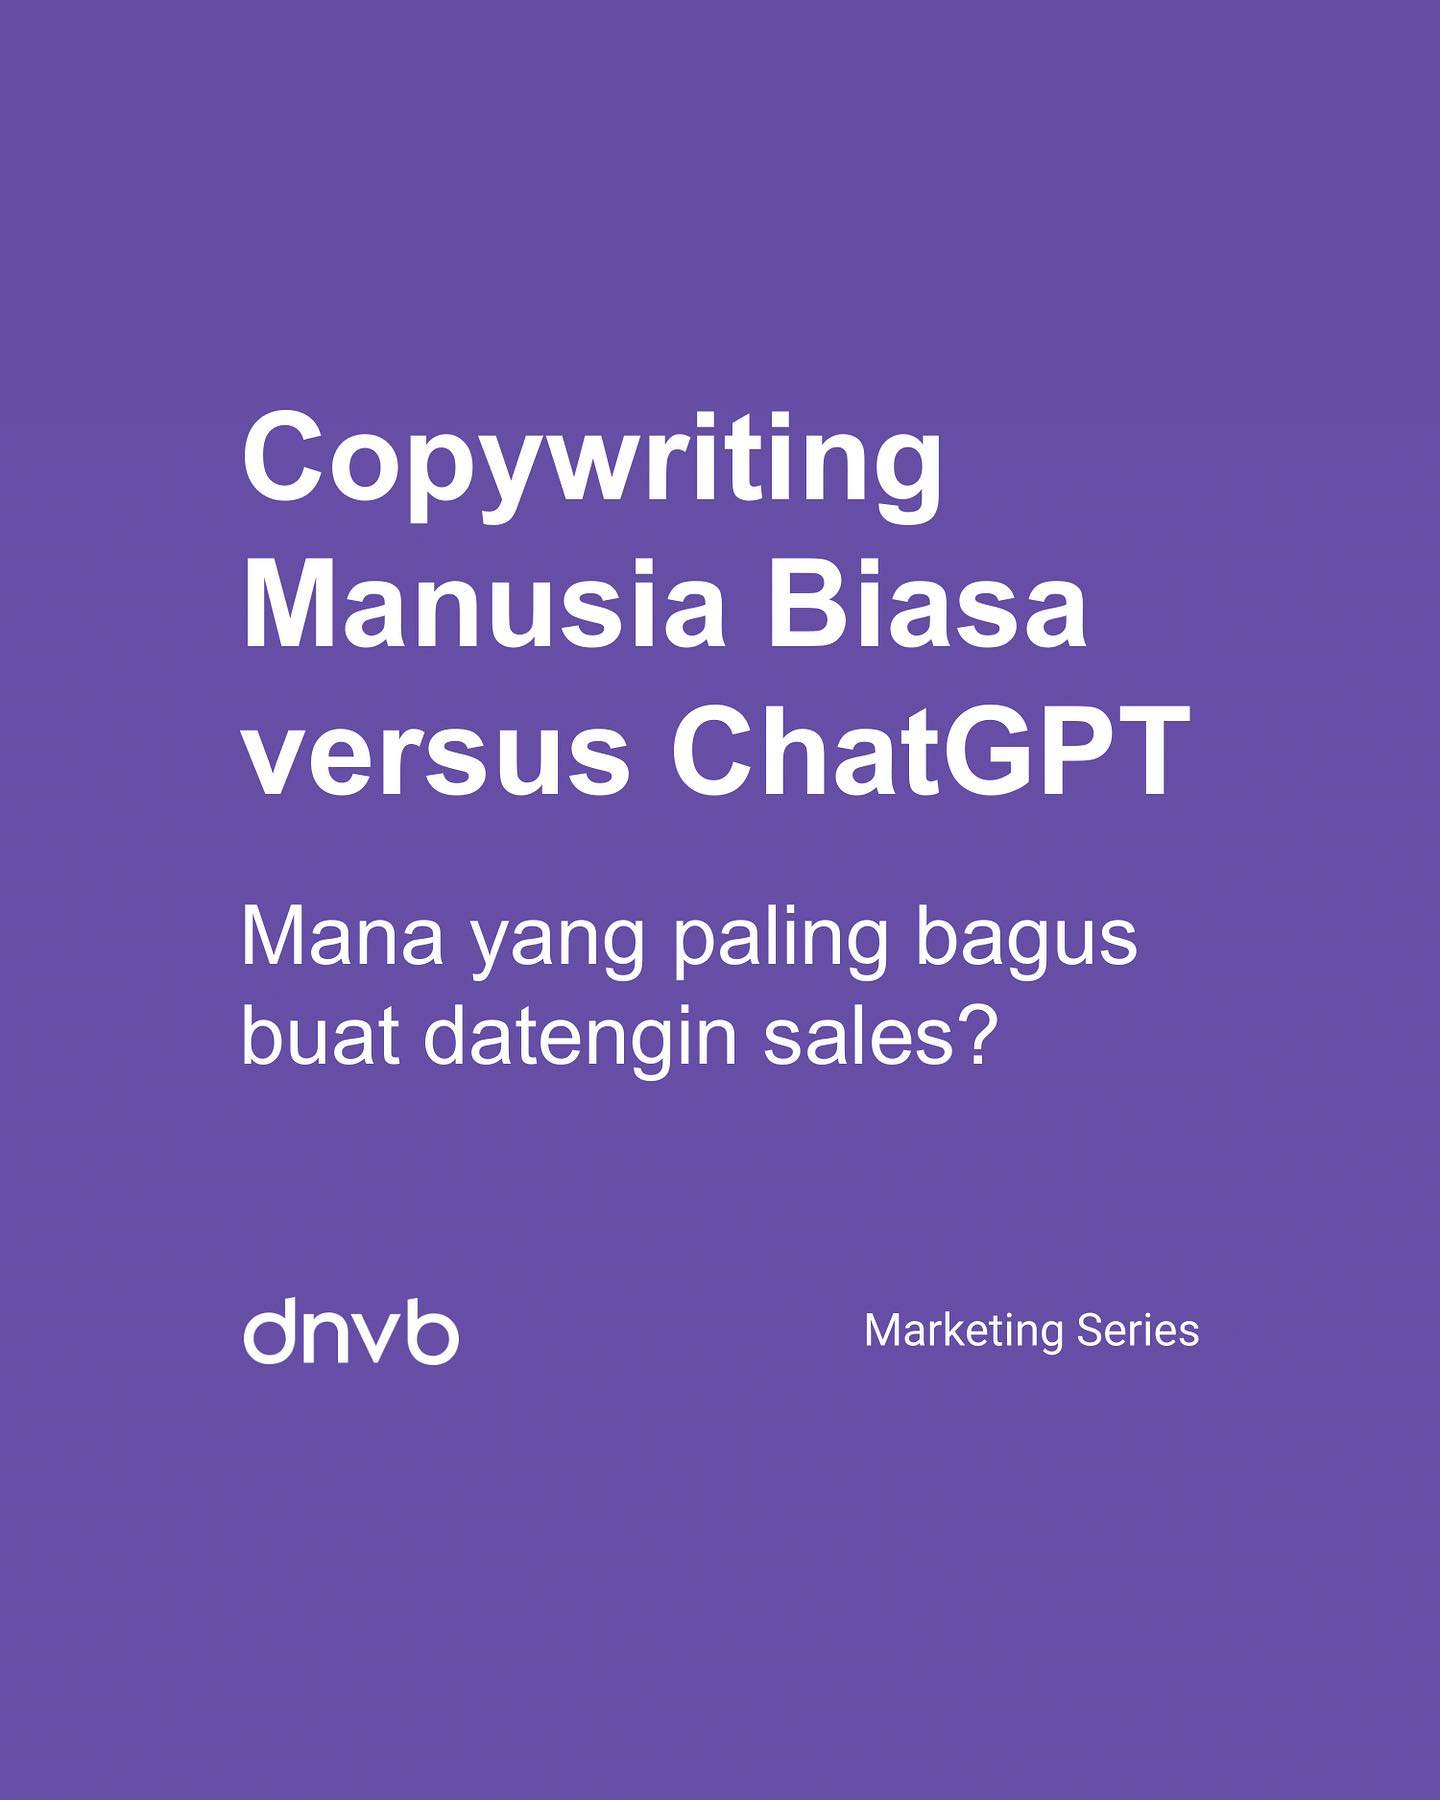 Copywriting
Manusia Biasa
versus ChatGPT
Mana yang paling bagus
buat datengin sales?
dnvb
Marketing Series